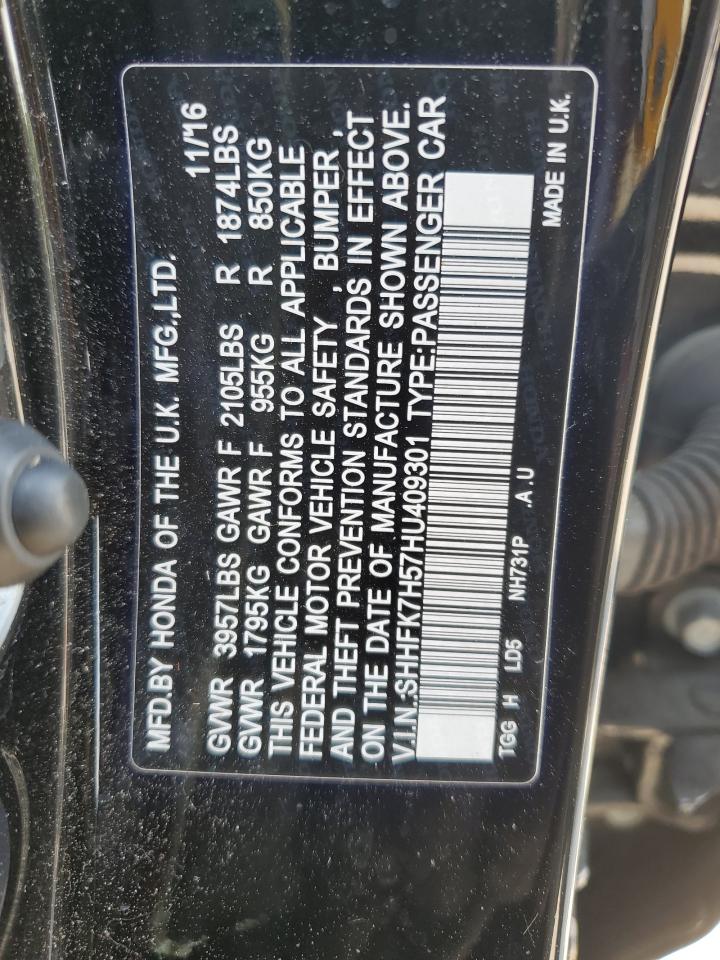 MFD.BY HONDA OF THE U.K. MFG.,LTD. 11/16
GVWR 3957LBS GAWR F 2105LBS R 1874LBS
GVWR 1795KG GAWR F 955KG R 850KG
THIS VEHICLE CONFORMS TO ALL APPLICABLE
FEDERAL MOTOR VEHICLE SAFETY , BUMPER ,
AND THEFT PREVENTION STANDARDS IN EFFECT
ON THE DATE OF MANUFACTURE SHOWN ABOVE.
V.I.N.:SHHFK7H57HU409301 TYPE:PASSENGER CAR
TGG H LD5 NH731P .A .U MADE IN U.K.